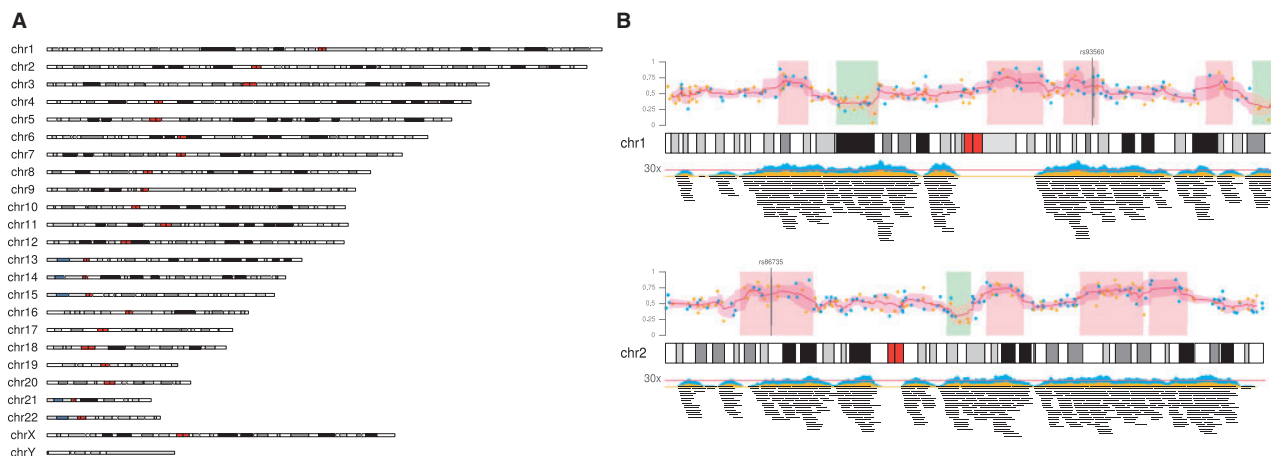 A
chr1
chr2
chr3
chr4
chr5
chr6
chr7
chr8
chr9
chr10
chr11
chr12
chr13
chr14
chr15
chr16
chr17
chr18
chr19
chr20
chr21
chr22
chrX
chrY
B
rs93560
1
0,75
0,5
0,25
0
chr1
30x
rs86735
1
0,75
0,5
0,25
0
chr2
30x